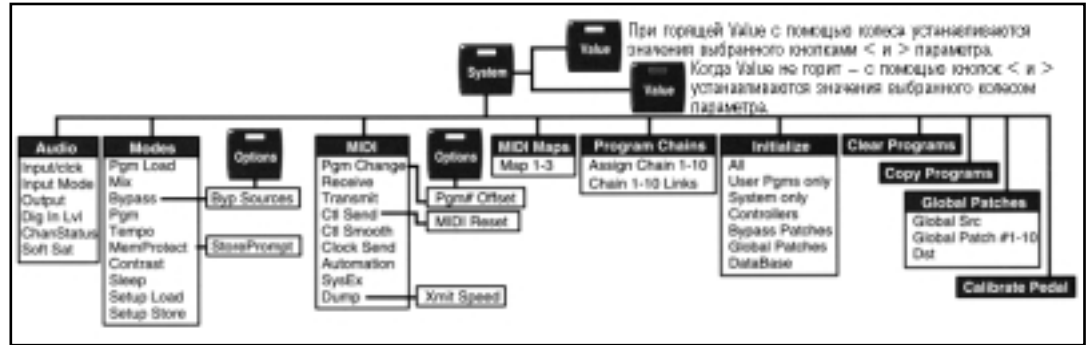 System
Value
При горящей Value с помощью колеса устанавливаются
значения выбранного кнопками < и > параметра.
Value
Когда Value не горит – с помощью кнопок < и >
устанавливаются значения выбранного колесом
параметра.
Audio
Input/clck
Input Mode
Output
Dig In Lvl
ChanStatus
Soft Sat
Modes
Pgm Load
Mix
Bypass
Pgm
Tempo
MemProtect
Contrast
Sleep
Setup Load
Setup Store
Options
Byp Sources
StorePrompt
MIDI
Pgm Change
Receive
Transmit
Ctl Send
Ctl Smooth
Clock Send
Automation
SysEx
Dump
Options
Pgm# Offset
MIDI Reset
Xmit Speed
MIDI Maps
Map 1-3
Program Chains
Assign Chain 1-10
Chain 1-10 Links
Initialize
All
User Pgms only
System only
Controllers
Bypass Patches
Global Patches
DataBase
Clear Programs
Copy Programs
Global Patches
Global Src
Global Patch #1-10
Dst
Calibrate Pedal